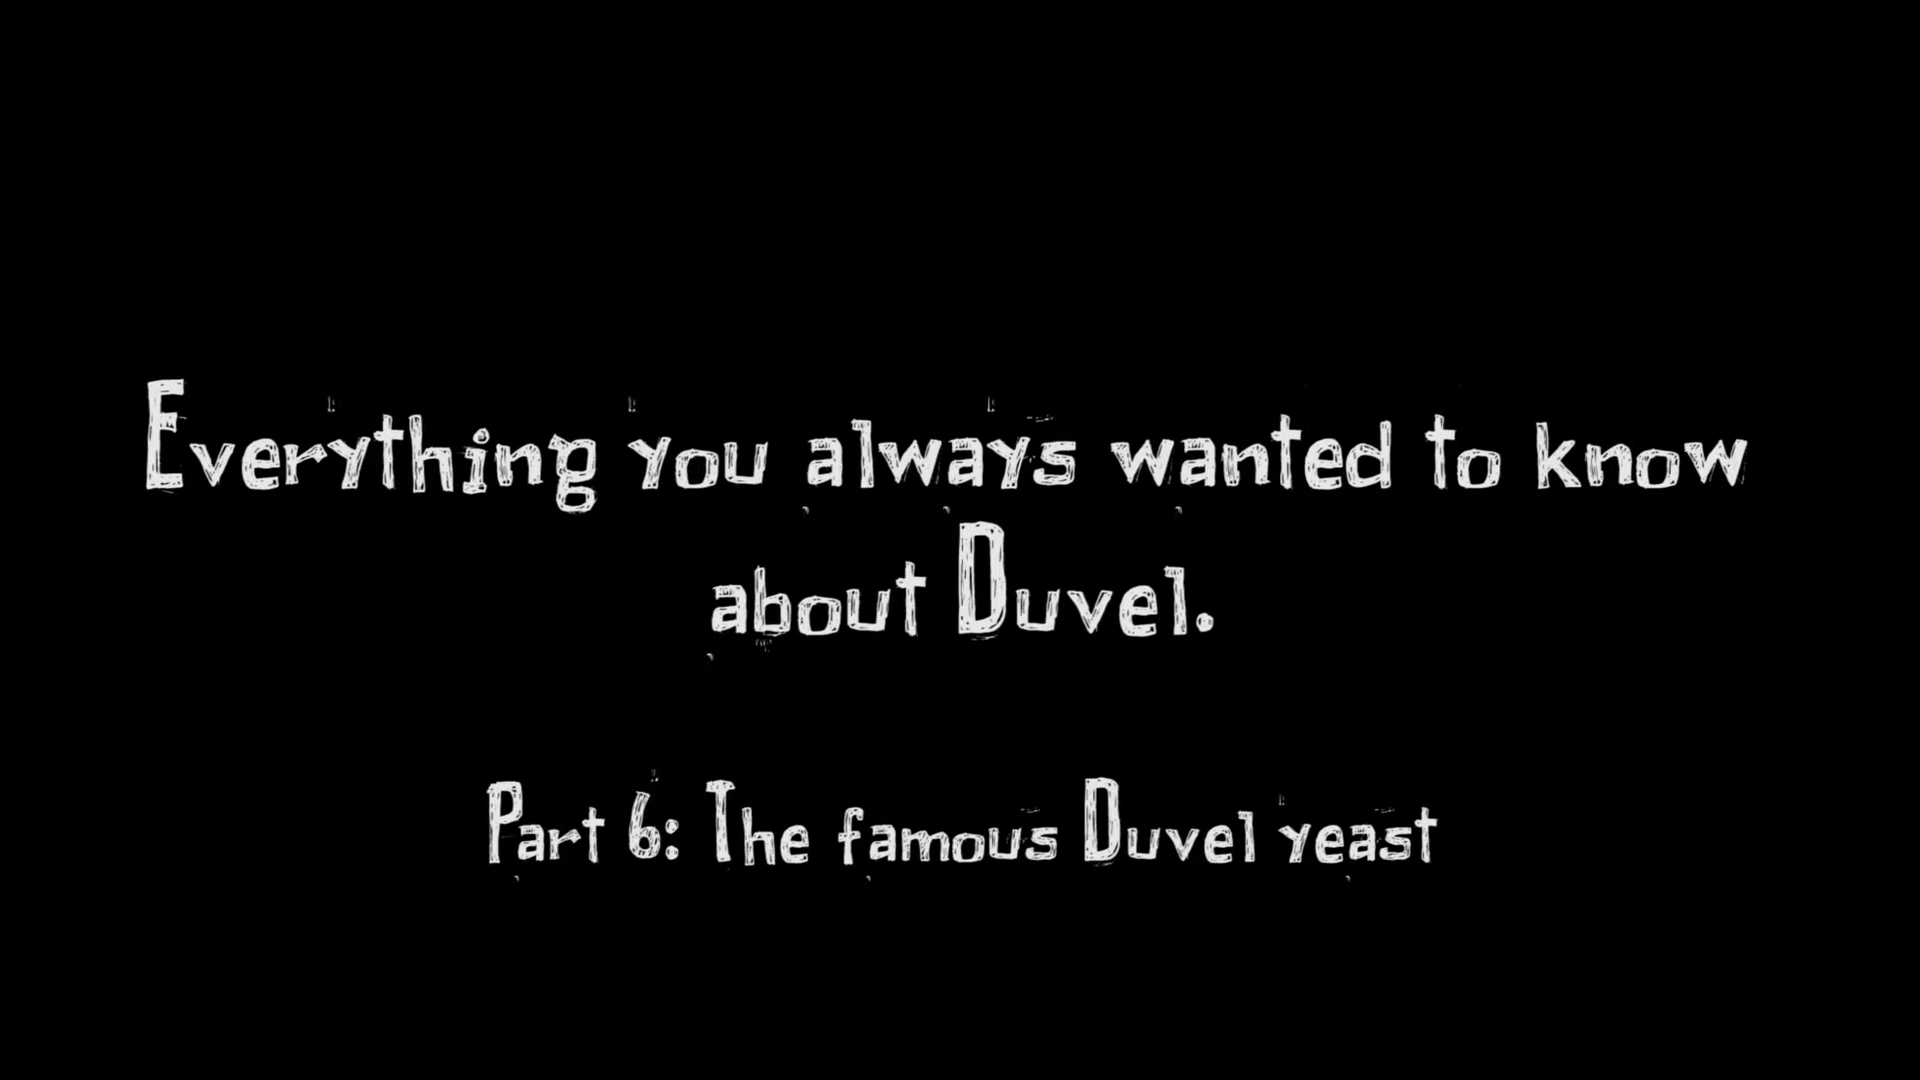 Everything you always wanted to know
about Duvel.
Part 6: The famous Duvel yeast